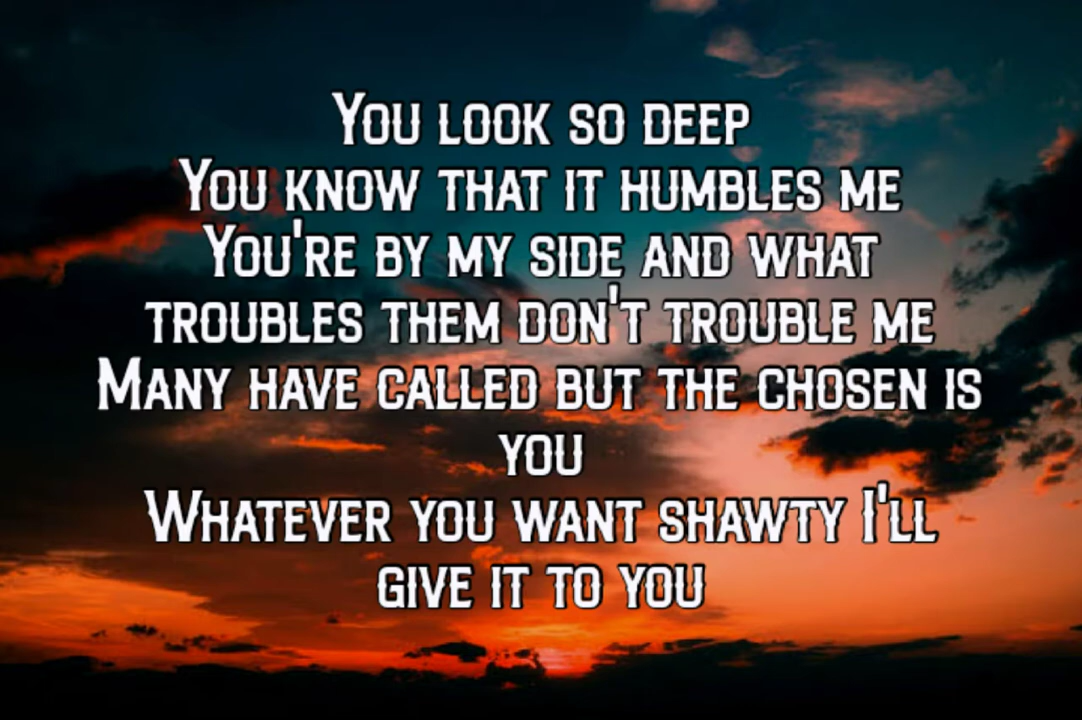 You look so deep
You know that it humbles me
You're by my side and what
troubles them don't trouble me
Many have called but the chosen is
you
Whatever you want shawty I'll
give it to you